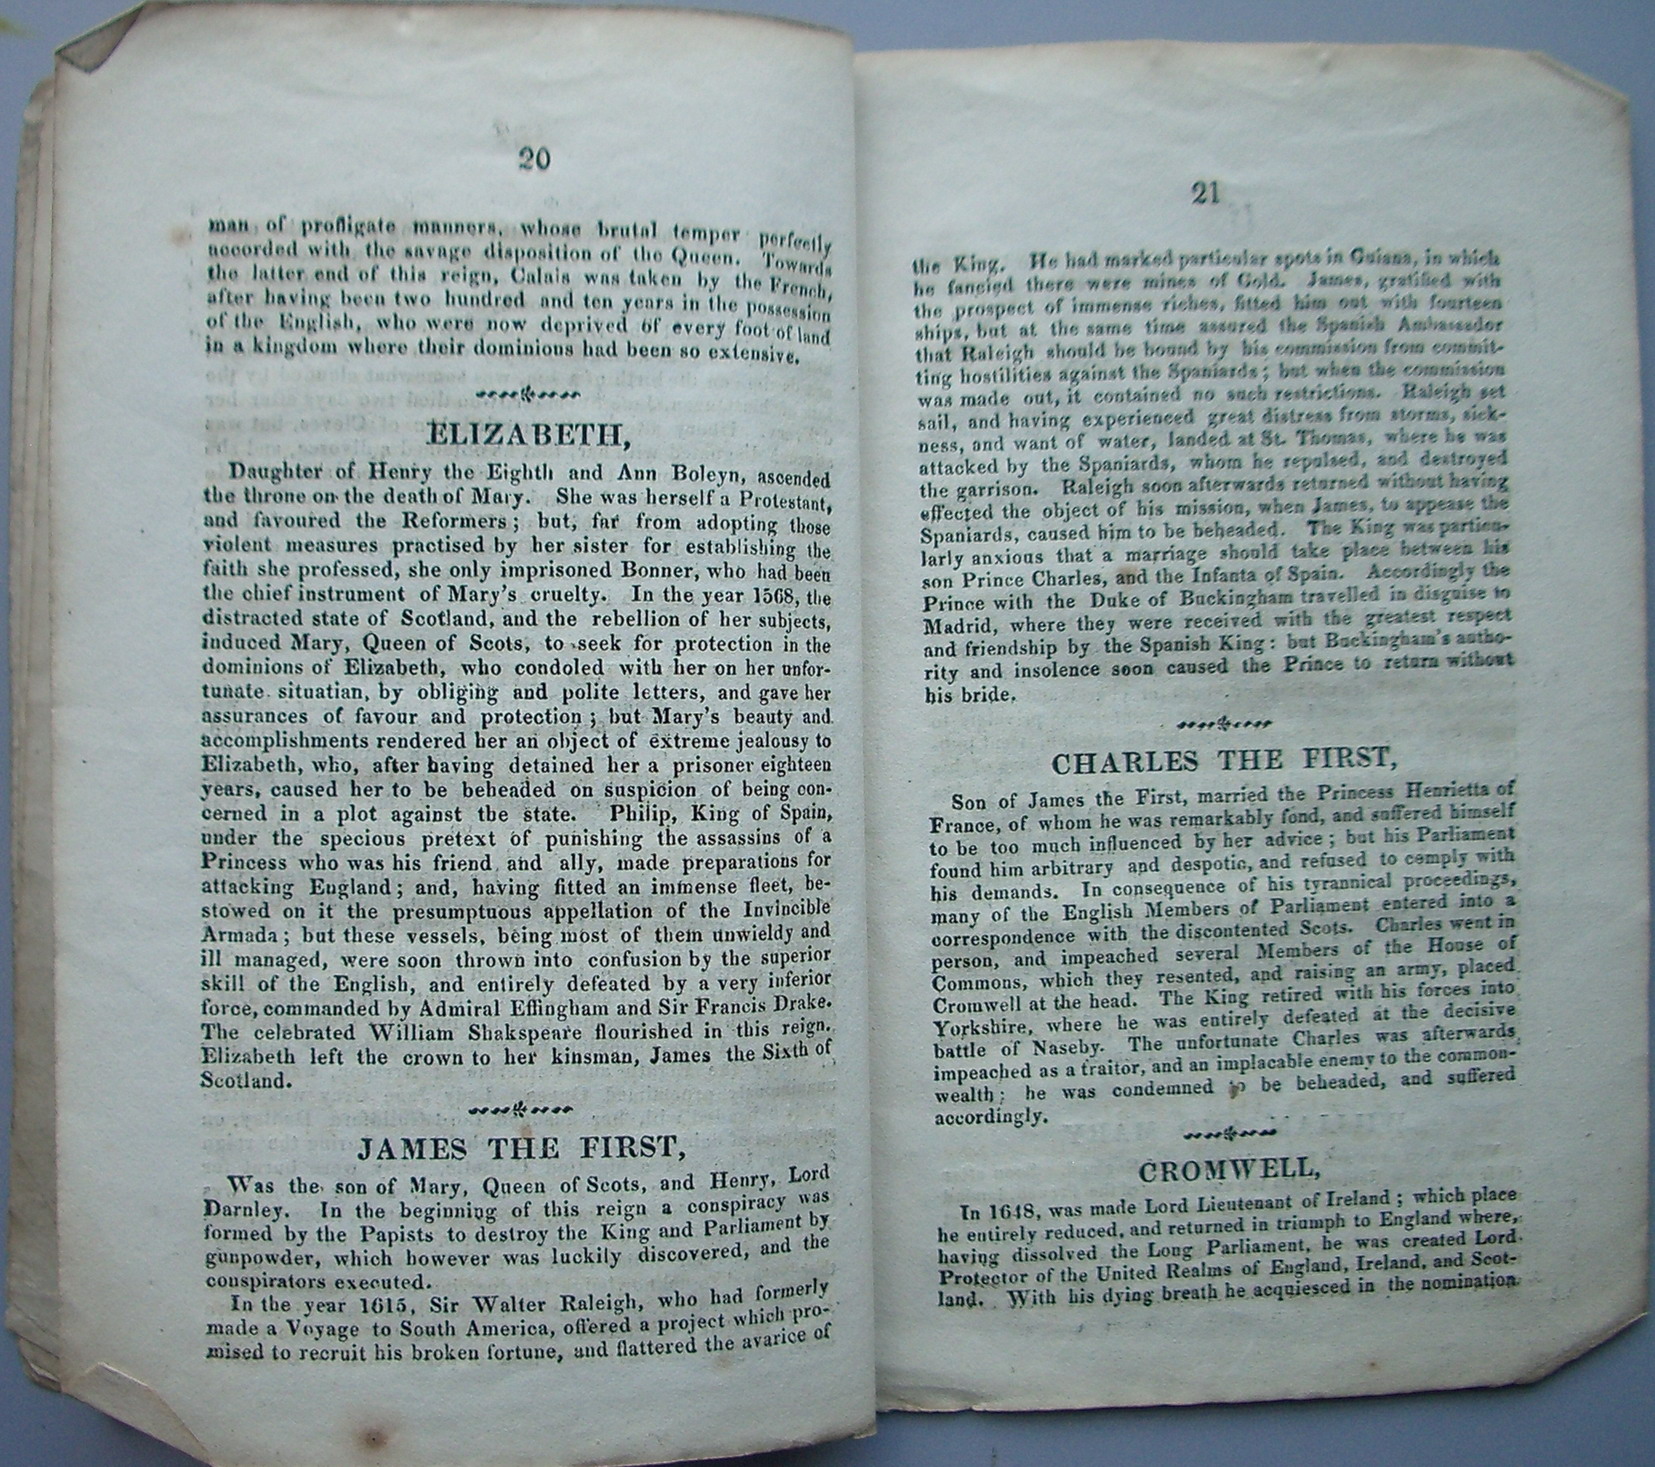 20
man of profligate manners, whose brutal temper perfectly
accorded with the savage disposition of the Queen. Towards
the latter end of this reign, Calais was taken by the French,
after having been two hundred and ten years in the possession
of the English, who were now deprived of every foot of land
in a kingdom where their dominions had been so extensive.
ELIZABETH,
Daughter of Henry the Eighth and Ann Boleyn, ascended
the throne on the death of Mary. She was herself a Protestant,
and favoured the Reformers; but, far from adopting those
violent measures practised by her sister for establishing the
faith she professed, she only imprisoned Bonner, who had been
the chief instrument of Mary's cruelty. In the year 1568, the
distracted state of Scotland, and the rebellion of her subjects,
induced Mary, Queen of Scots, to seek for protection in the
dominions of Elizabeth, who condoled with her on her unfor-
tunate situatian, by obliging and polite letters, and gave her
assurances of favour and protection; but Mary's beauty and
accomplishments rendered her an object of extreme jealousy to
Elizabeth, who, after having detained her a prisoner eighteen
years, caused her to be beheaded on suspicion of being con-
cerned in a plot against the state. Philip, King of Spain,
under the specious pretext of punishing the assassins of a
Princess who was his friend and ally, made preparations for
attacking England; and, having fitted an immense fleet, be-
stowed on it the presumptuous appellation of the Invincible
Armada; but these vessels, being most of them unwieldy and
ill managed, were soon thrown into confusion by the superior
skill of the English, and entirely defeated by a very inferior
force, commanded by Admiral Effingham and Sir Francis Drake.
The celebrated William Shakspeare flourished in this reign.
Elizabeth left the crown to her kinsman, James the Sixth of
Scotland.
JAMES THE FIRST,
Was the son of Mary, Queen of Scots, and Henry, Lord
Darnley. In the beginning of this reign a conspiracy was
formed by the Papists to destroy the King and Parliament by
gunpowder, which however was luckily discovered, and the
conspirators executed.
In the year 1615, Sir Walter Raleigh, who had formerly
made a Voyage to South America, offered a project which pro-
mised to recruit his broken fortune, and flattered the avarice of
21
the King. He had marked particular spots in Guiana, in which
he fancied there were mines of Gold. James, gratified with
the prospect of immense riches, fitted him out with fourteen
ships, but at the same time assured the Spanish Ambassador
that Raleigh should be bound by his commission from commit-
ting hostilities against the Spaniards; but when the commission
was made out, it contained no such restrictions. Raleigh set
sail, and having experienced great distress from storms, sick-
ness, and want of water, landed at St. Thomas, where he was
attacked by the Spaniards, whom he repulsed, and destroyed
the garrison. Raleigh soon afterwards returned without having
effected the object of his mission, when James, to appease the
Spaniards, caused him to be beheaded. The King was particu-
larly anxious that a marriage should take place between his
son Prince Charles, and the Infanta of Spain. Accordingly the
Prince with the Duke of Buckingham travelled in disguise to
Madrid, where they were received with the greatest respect
and friendship by the Spanish King: but Buckingham's autho-
rity and insolence soon caused the Prince to return without
his bride.
CHARLES THE FIRST,
Son of James the First, married the Princess Henrietta of
France, of whom he was remarkably fond, and suffered himself
to be too much influenced by her advice; but his Parliament
found him arbitrary and despotic, and refused to comply with
his demands. In consequence of his tyrannical proceedings,
many of the English Members of Parliament entered into a
correspondence with the discontented Scots. Charles went in
person, and impeached several Members of the House of
Commons, which they resented, and raising an army, placed
Cromwell at the head. The King retired with his forces into
Yorkshire, where he was entirely defeated at the decisive
battle of Naseby. The unfortunate Charles was afterwards
impeached as a traitor, and an implacable enemy to the common-
wealth; he was condemned to be beheaded, and suffered
accordingly.
CROMWELL,
In 1648, was made Lord Lieutenant of Ireland; which place
he entirely reduced, and returned in triumph to England where,
having dissolved the Long Parliament, he was created Lord
Protector of the United Realms of England, Ireland, and Scot-
land. With his dying breath he acquiesced in the nomination